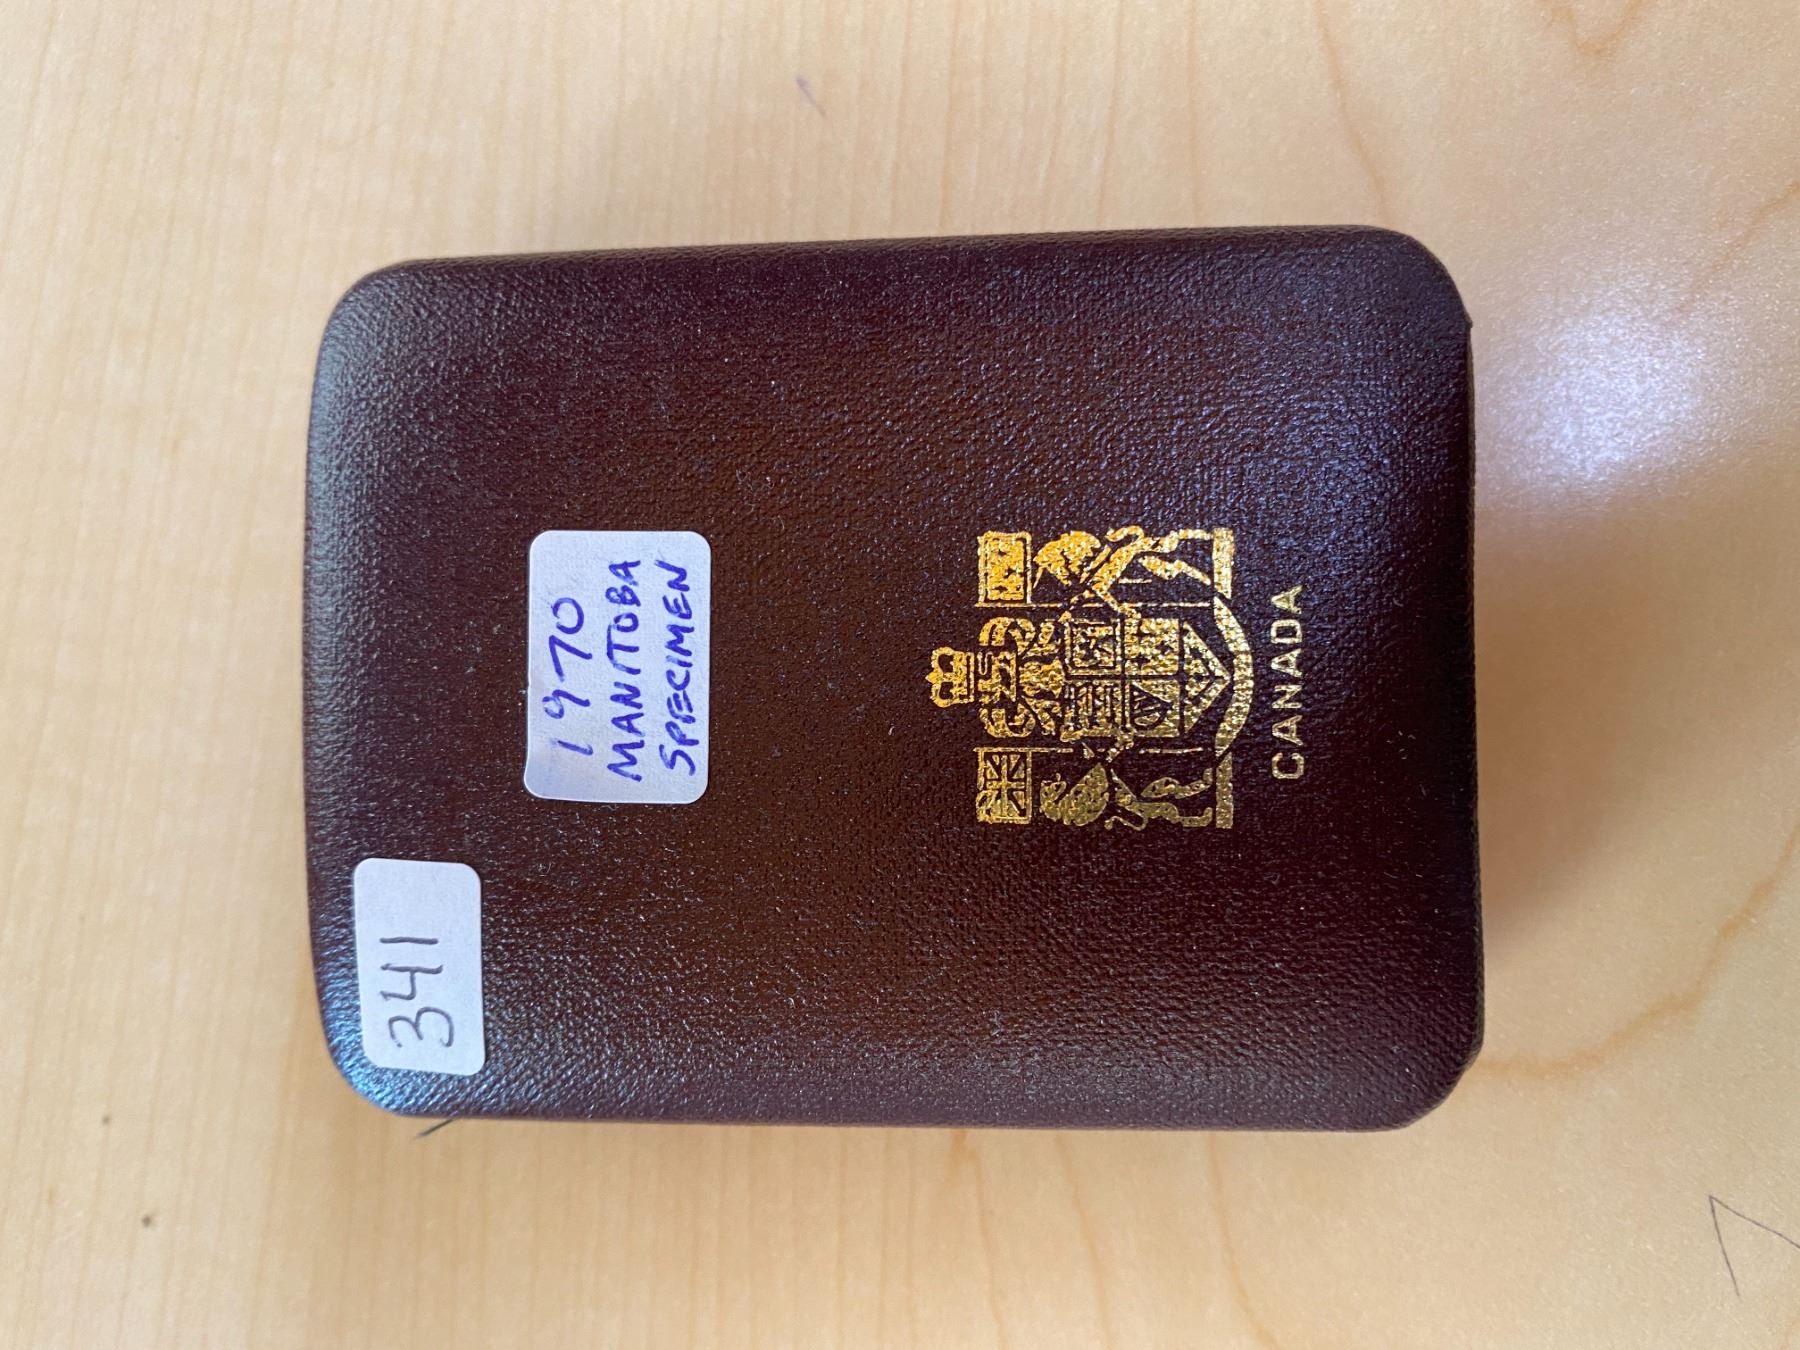 341
1970
MANITOBA
SPECIMEN
CANADA